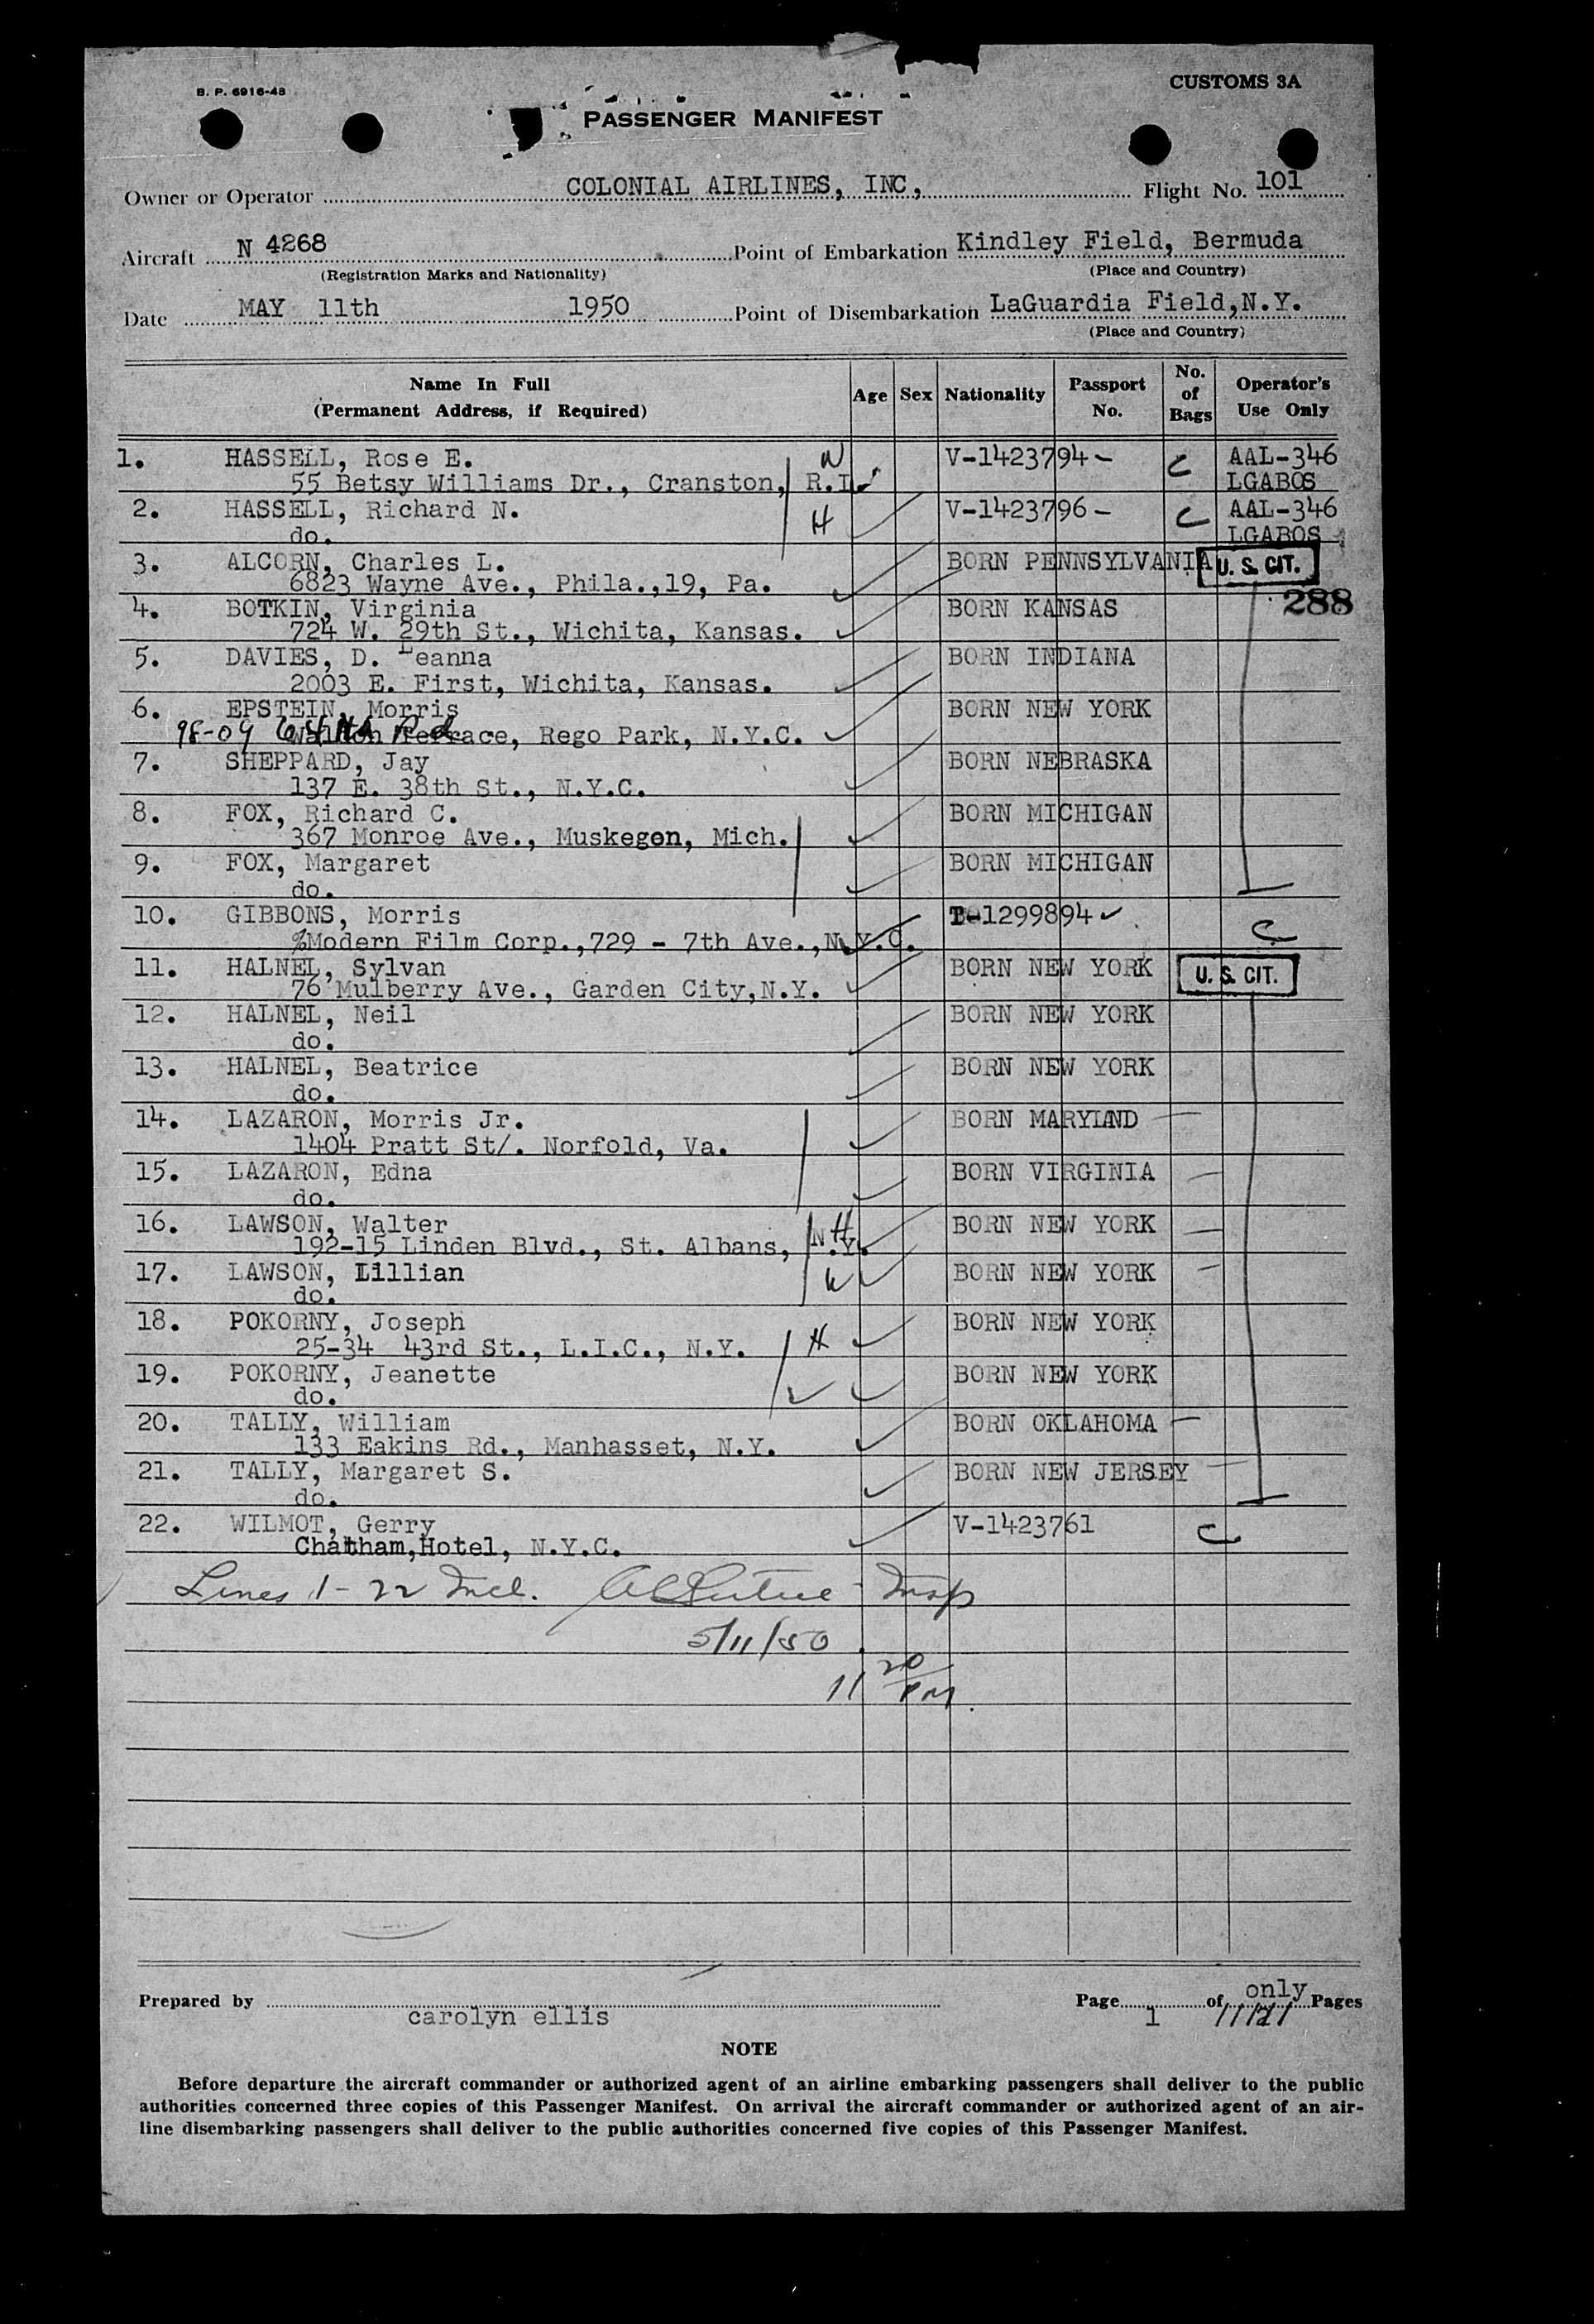 B. P. 6916-48
CUSTOMS 3A
PASSENGER MANIFEST
Owner or Operator COLONIAL AIRLINES, INC, Flight No. 101
Aircraft N 4268 Point of Embarkation Kindley Field, Bermuda
(Registration Marks and Nationality) (Place and Country)
Date MAY 11th 1950 Point of Disembarkation LaGuardia Field,N.Y.
(Place and Country)
Name In Full (Permanent Address, if Required) Age Sex Nationality Passport No. No. of Bags Operator's Use Only
1. HASSELL, Rose E. W V-1423794 - C AAL-346
55 Betsy Williams Dr., Cranston, R.I. LGABOS
2. HASSELL, Richard N. H V-1423796 - C AAL-346
do. LGABOS
3. ALCORN, Charles L. BORN PENNSYLVANIA U. S. CIT.
6823 Wayne Ave., Phila.,19, Pa.
4. BOTKIN, Virginia BORN KANSAS 288
724 W. 29th St., Wichita, Kansas.
5. DAVIES, D. Leanna BORN INDIANA
2003 E. First, Wichita, Kansas.
6. EPSTEIN, Morris BORN NEW YORK
98-09 64th Rd Walton Terrace, Rego Park, N.Y.C.
7. SHEPPARD, Jay BORN NEBRASKA
137 E. 38th St., N.Y.C.
8. FOX, Richard C. BORN MICHIGAN
367 Monroe Ave., Muskegon, Mich.
9. FOX, Margaret BORN MICHIGAN
do.
10. GIBBONS, Morris -1299894 C
%Modern Film Corp.,729 - 7th Ave.,N.Y.C.
11. HALNEL, Sylvan BORN NEW YORK U. S. CIT.
76 Mulberry Ave., Garden City,N.Y.
12. HALNEL, Neil BORN NEW YORK
do.
13. HALNEL, Beatrice BORN NEW YORK
do.
14. LAZARON, Morris Jr. BORN MARYLAND
1404 Pratt St/. Norfold, Va.
15. LAZARON, Edna BORN VIRGINIA
do.
16. LAWSON, Walter H BORN NEW YORK
192-15 Linden Blvd., St. Albans, N.Y.
17. LAWSON, Lillian W BORN NEW YORK
do.
18. POKORNY, Joseph H BORN NEW YORK
25-34 43rd St., L.I.C., N.Y.
19. POKORNY, Jeanette BORN NEW YORK
do.
20. TALLY, William BORN OKLAHOMA
133 Eakins Rd., Manhasset, N.Y.
21. TALLY, Margaret S. BORN NEW JERSEY
do.
22. WILMOT, Gerry V-1423761 C
Chatham,Hotel, N.Y.C.
Lines 1-22 Incl. Insp
5/11/50
11 20 PM
Prepared by carolyn ellis Page 1 of only Pages
NOTE
Before departure the aircraft commander or authorized agent of an airline embarking passengers shall deliver to the public
authorities concerned three copies of this Passenger Manifest. On arrival the aircraft commander or authorized agent of an air-
line disembarking passengers shall deliver to the public authorities concerned five copies of this Passenger Manifest.